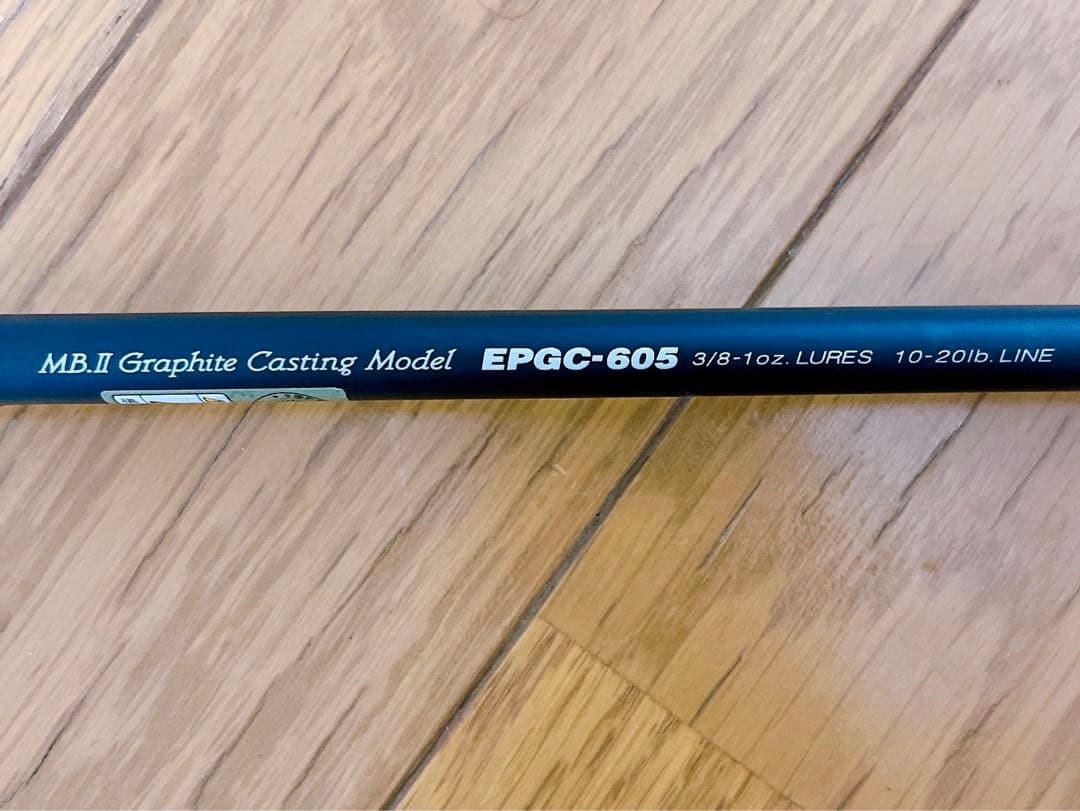 MB.II Graphite Casting Model EPGC-605 3/8-1oz. LURES 10-20lb. LINE